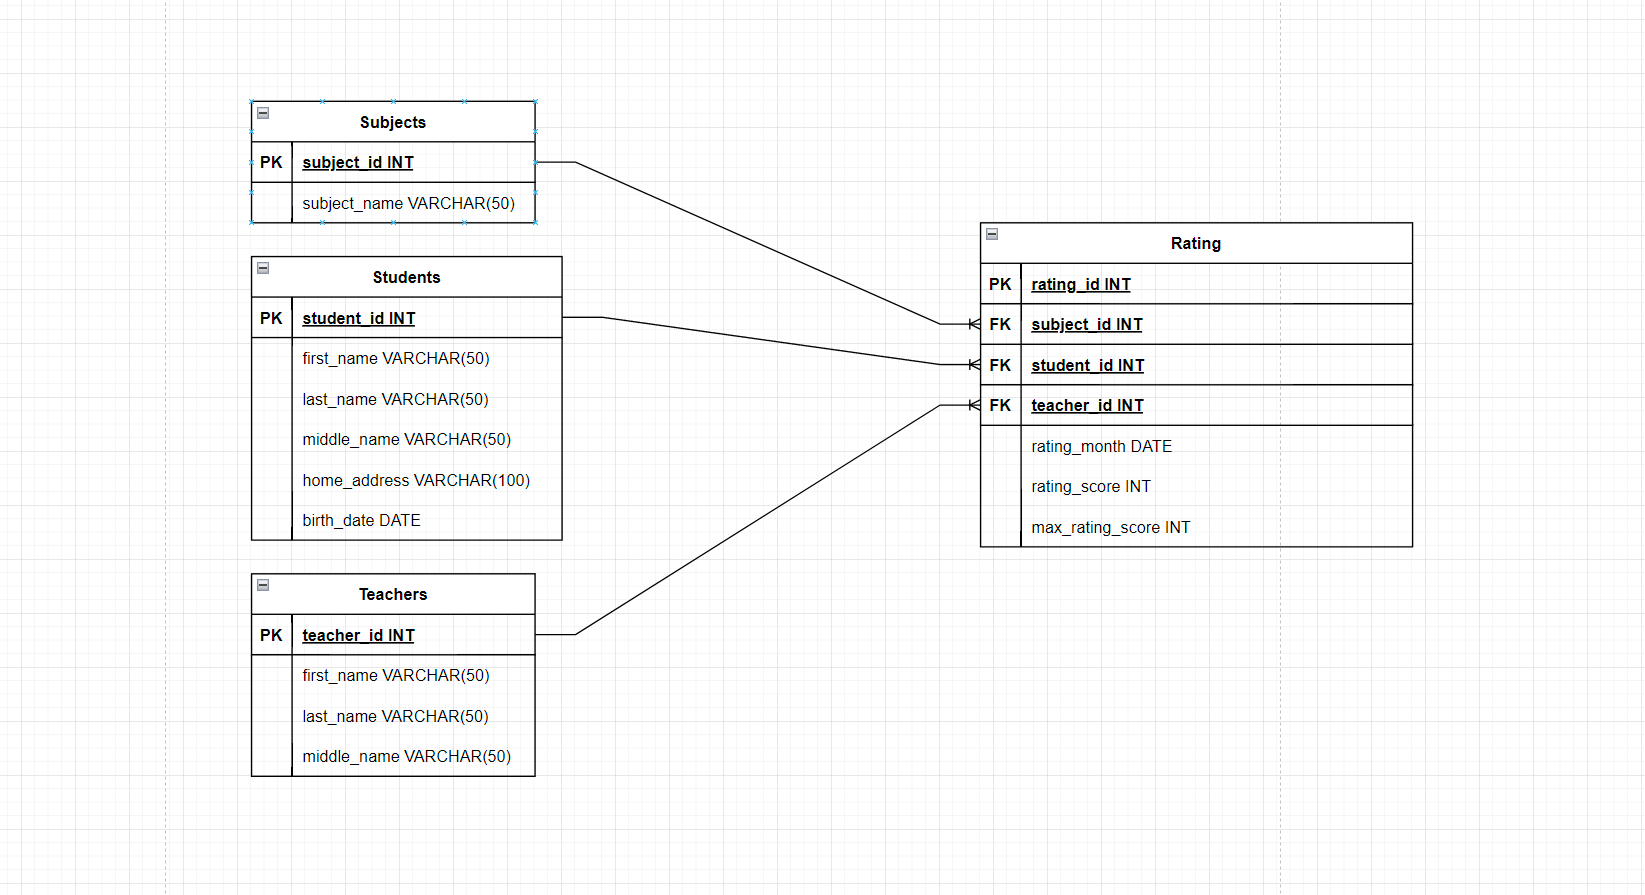 Subjects
PK subject_id INT
subject_name VARCHAR(50)
Students
PK student_id INT
first_name VARCHAR(50)
last_name VARCHAR(50)
middle_name VARCHAR(50)
home_address VARCHAR(100)
birth_date DATE
Teachers
PK teacher_id INT
first_name VARCHAR(50)
last_name VARCHAR(50)
middle_name VARCHAR(50)
Rating
PK rating_id INT
FK subject_id INT
FK student_id INT
FK teacher_id INT
rating_month DATE
rating_score INT
max_rating_score INT